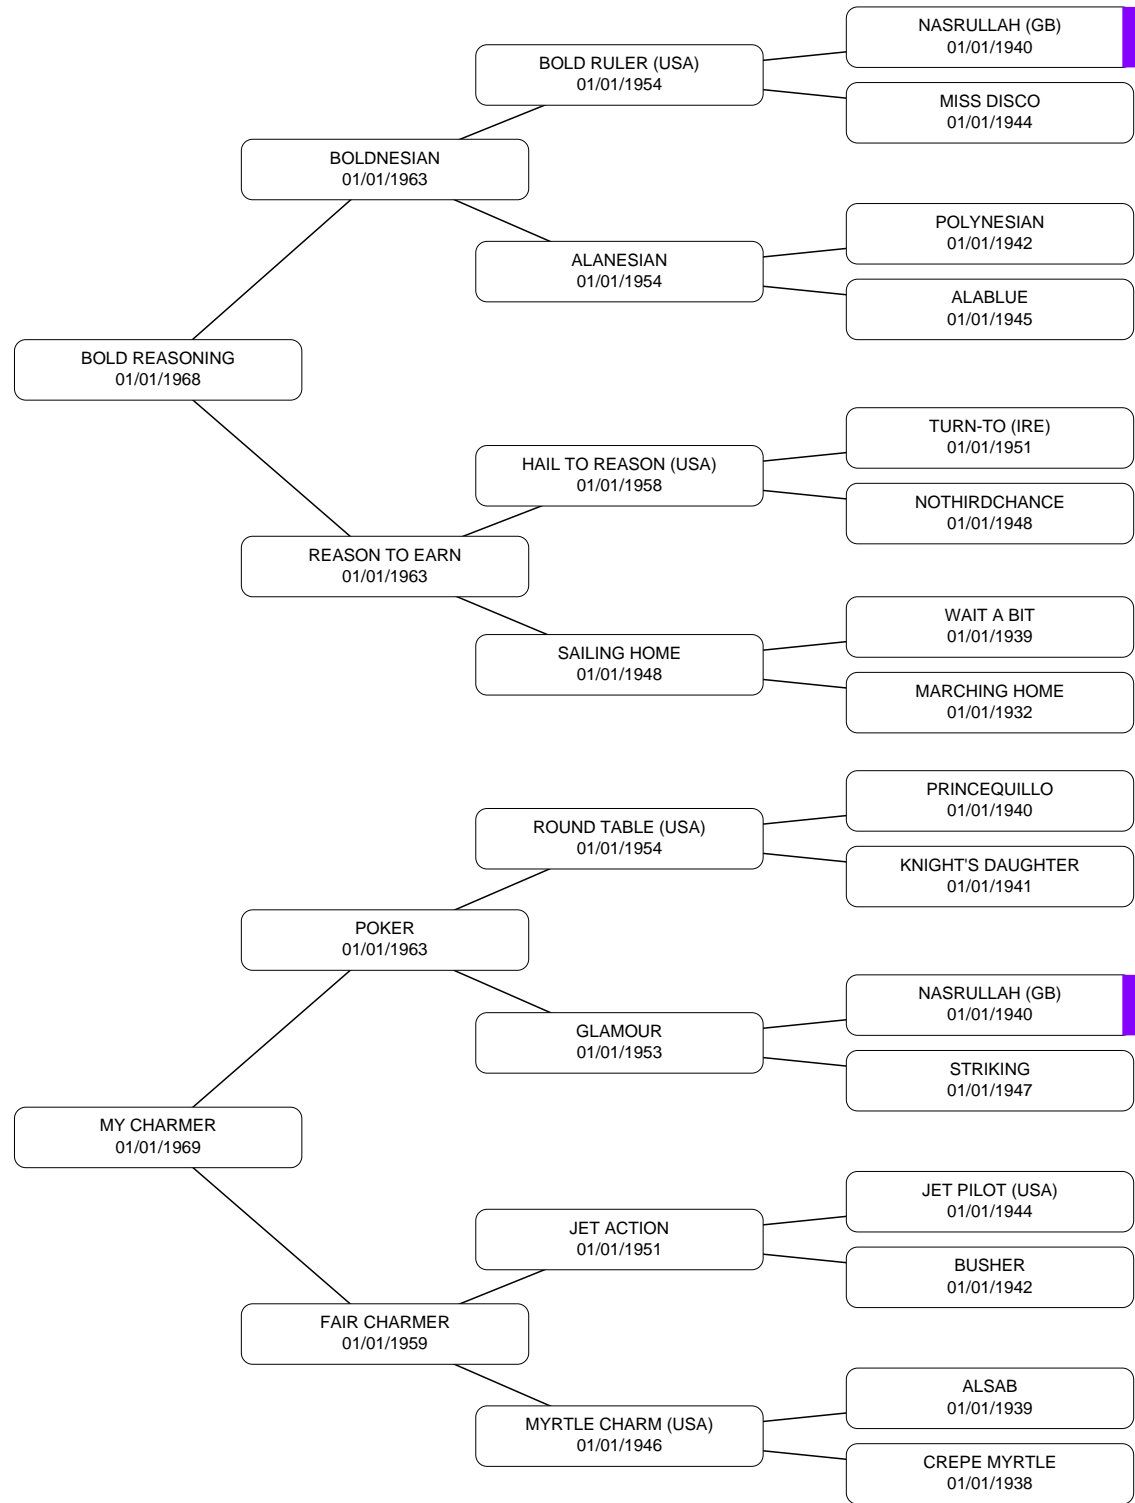 NASRULLAH (GB)
01/01/1940
BOLD RULER (USA)
01/01/1954
MISS DISCO
01/01/1944
BOLDNESIAN
01/01/1963
POLYNESIAN
01/01/1942
ALANESIAN
01/01/1954
ALABLUE
01/01/1945
BOLD REASONING
01/01/1968
TURN-TO (IRE)
01/01/1951
HAIL TO REASON (USA)
01/01/1958
NOTHIRDCHANCE
01/01/1948
REASON TO EARN
01/01/1963
WAIT A BIT
01/01/1939
SAILING HOME
01/01/1948
MARCHING HOME
01/01/1932
PRINCEQUILLO
01/01/1940
ROUND TABLE (USA)
01/01/1954
KNIGHT'S DAUGHTER
01/01/1941
POKER
01/01/1963
NASRULLAH (GB)
01/01/1940
GLAMOUR
01/01/1953
STRIKING
01/01/1947
MY CHARMER
01/01/1969
JET PILOT (USA)
01/01/1944
JET ACTION
01/01/1951
BUSHER
01/01/1942
FAIR CHARMER
01/01/1959
ALSAB
01/01/1939
MYRTLE CHARM (USA)
01/01/1946
CREPE MYRTLE
01/01/1938